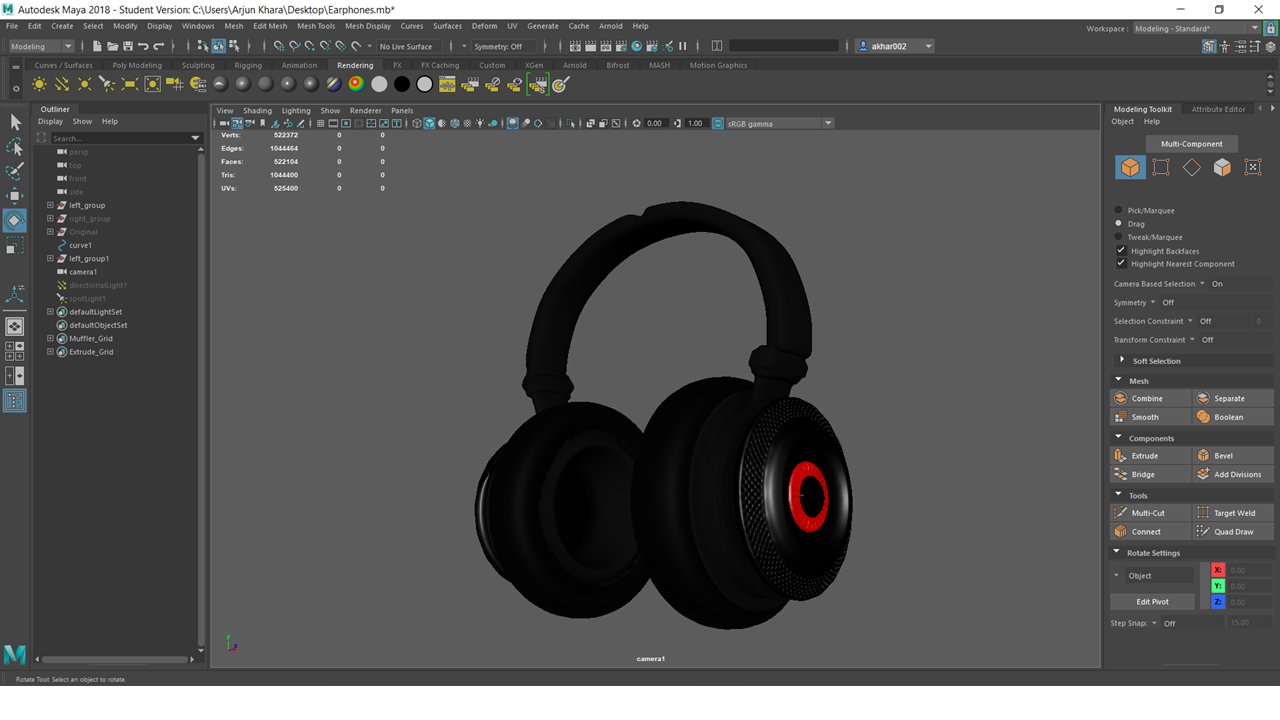 Autodesk Maya 2018 - Student Version: C:\Users\Arjun Khara\Desktop\Earphones.mb*
File Edit Create Select Modify Display Windows Mesh Edit Mesh Mesh Tools Mesh Display Curves Surfaces Deform UV Generate Cache Arnold Help
Workspace : Modeling - Standard*
Modeling No Live Surface Symmetry: Off akhar002
Curves / Surfaces Poly Modeling Sculpting Rigging Animation Rendering FX FX Caching Custom XGen Arnold Bifrost MASH Motion Graphics
Outliner
Display Show Help
Search...
persp
top
front
side
left_group
right_group
Original
curve1
left_group1
camera1
directionalLight1
spotLight1
defaultLightSet
defaultObjectSet
Muffler_Grid
Extrude_Grid
View Shading Lighting Show Renderer Panels
0.00 1.00 sRGB gamma
Verts: 522372 0 0
Edges: 1044464 0 0
Faces: 522104 0 0
Tris: 1044400 0 0
UVs: 525400 0 0
camera1
Modeling Toolkit Attribute Editor
Object Help
Multi-Component
Pick/Marquee
Drag
Tweak/Marquee
Highlight Backfaces
Highlight Nearest Component
Camera Based Selection On
Symmetry Off
Selection Constraint Off 0
Transform Constraint Off
Soft Selection
Mesh
Combine Separate
Smooth Boolean
Components
Extrude Bevel
Bridge Add Divisions
Tools
Multi-Cut Target Weld
Connect Quad Draw
Rotate Settings
Object
X: 0.00
Y: 0.00
Z: 0.00
Edit Pivot
Step Snap: Off 15.00
Rotate Tool: Select an object to rotate.